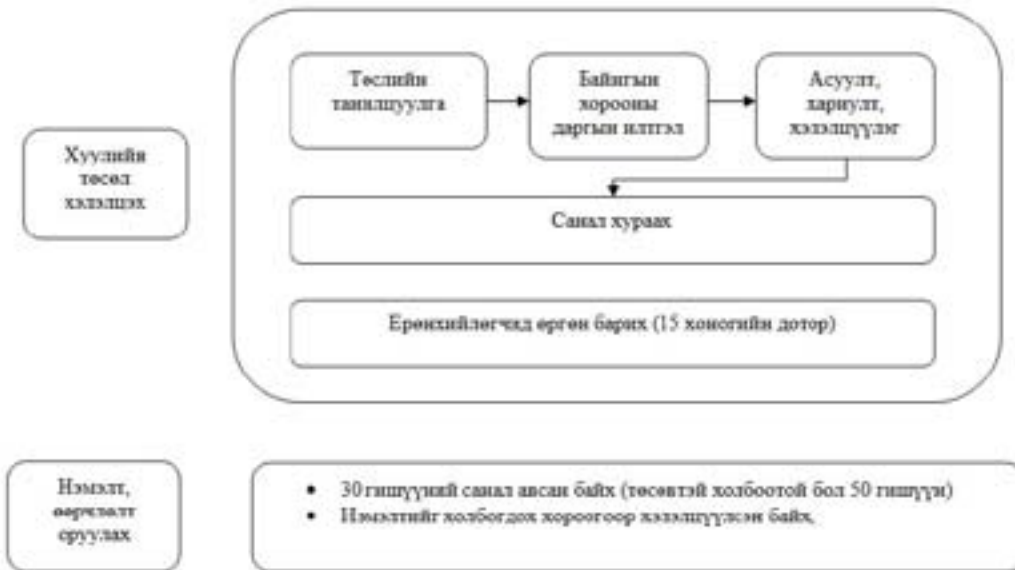 Хуулийн
төсөл
хэлэлцэх
Төслийн
танилцуулга
Байнгын
хорооны
даргын илтгэл
Асуулт,
хариулт,
хэлэлцүүлэг
Санал хураах
Ерөнхийлөгчид өргөн барих (15 хоногийн дотор)
Нэмэлт,
өөрчлөлт
оруулах
• 30 гишүүний санал авсан байх (төсөвтэй холбоотой бол 50 гишүүн)
• Нэмэлтийг холбогдох хороогоор хэлэлцүүлсэн байх,